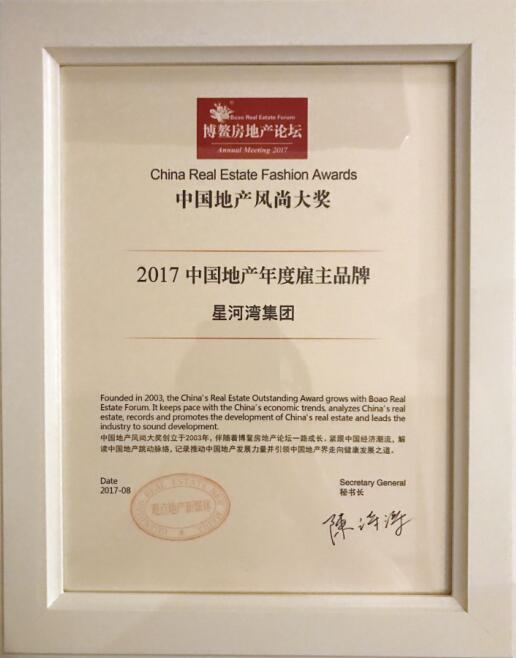 Boao Real Estate Forum
博鳌房地产论坛
Annual Meeting 2017
China Real Estate Fashion Awards
中国地产风尚大奖
2017 中国地产年度雇主品牌
星河湾集团
Founded in 2003, the China's Real Estate Outstanding Award grows with Boao Real
Estate Forum. It keeps pace with the China's economic trends, analyzes China's real
estate, records and promotes the development of China's real estate and leads the
industry to sound development.
中国地产风尚大奖创立于2003年，伴随着博鳌房地产论坛一路成长，紧跟中国经济潮流，解
读中国地产跳动脉络，记录推动中国地产发展力量并引领中国地产界走向健康发展之道。
Date
2017-08
观点地产新媒体
Secretary General
秘书长